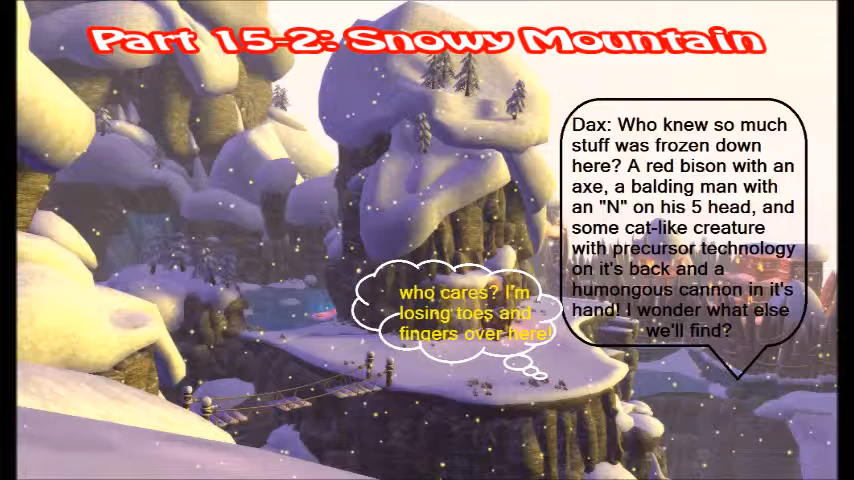 Part 15-2: Snowy Mountain
Dax: Who knew so much
stuff was frozen down
here? A red bison with an
axe, a balding man with
an "N" on his 5 head, and
some cat-like creature
with precursor technology
on it's back and a
humongous cannon in it's
hand! I wonder what else
we'll find?
who cares? I'm
losing toes and
fingers over here!